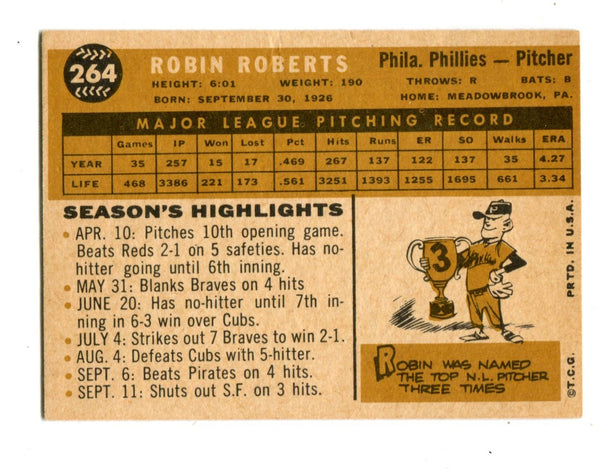 264
ROBIN ROBERTS
Phila. Phillies — Pitcher
HEIGHT: 6:01 WEIGHT: 190 THROWS: R BATS: B
BORN: SEPTEMBER 30, 1926 HOME: MEADOWBROOK, PA.
MAJOR LEAGUE PITCHING RECORD
Games IP Won Lost Pct Hits Runs ER SO Walks ERA
YEAR 35 257 15 17 .469 267 137 122 137 35 4.27
LIFE 468 3386 221 173 .561 3251 1393 1255 1695 661 3.34
SEASON'S HIGHLIGHTS
• APR. 10: Pitches 10th opening game.
Beats Reds 2-1 on 5 safeties. Has no-
hitter going until 6th inning.
• MAY 31: Blanks Braves on 4 hits
• JUNE 20: Has no-hitter until 7th in-
ning in 6-3 win over Cubs.
• JULY 4: Strikes out 7 Braves to win 2-1.
• AUG. 4: Defeats Cubs with 5-hitter.
• SEPT. 6: Beats Pirates on 4 hits.
• SEPT. 11: Shuts out S.F. on 3 hits.
3
ROBIN WAS NAMED
THE TOP N.L. PITCHER
THREE TIMES
©T.C.G. PRTD. IN U.S.A.